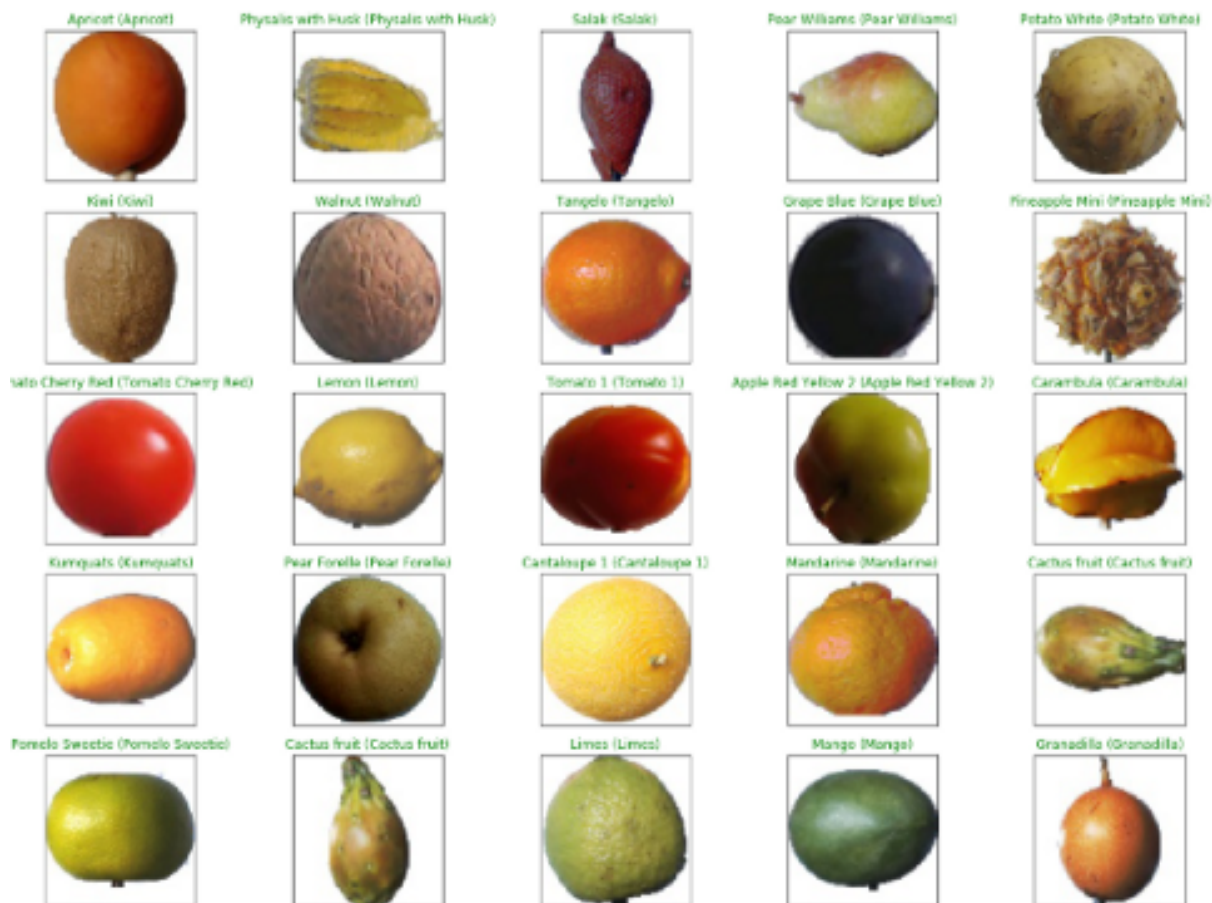 Apricot (Apricot)
Physalis with Husk (Physalis with Husk)
Salak (Salak)
Pear Williams (Pear Williams)
Potato White (Potato White)
Kiwi (Kiwi)
Walnut (Walnut)
Tangelo (Tangelo)
Grape Blue (Grape Blue)
Pineapple Mini (Pineapple Mini)
ato Cherry Red (Tomato Cherry Red)
Lemon (Lemon)
Tomato 1 (Tomato 1)
Apple Red Yellow 2 (Apple Red Yellow 2)
Carambula (Carambula)
Kumquats (Kumquats)
Pear Forelle (Pear Forelle)
Cantaloupe 1 (Cantaloupe 1)
Mandarine (Mandarine)
Cactus fruit (Cactus fruit)
Pomelo Sweetie (Pomelo Sweetie)
Cactus fruit (Cactus fruit)
Limes (Limes)
Mango (Mango)
Granadilla (Granadilla)